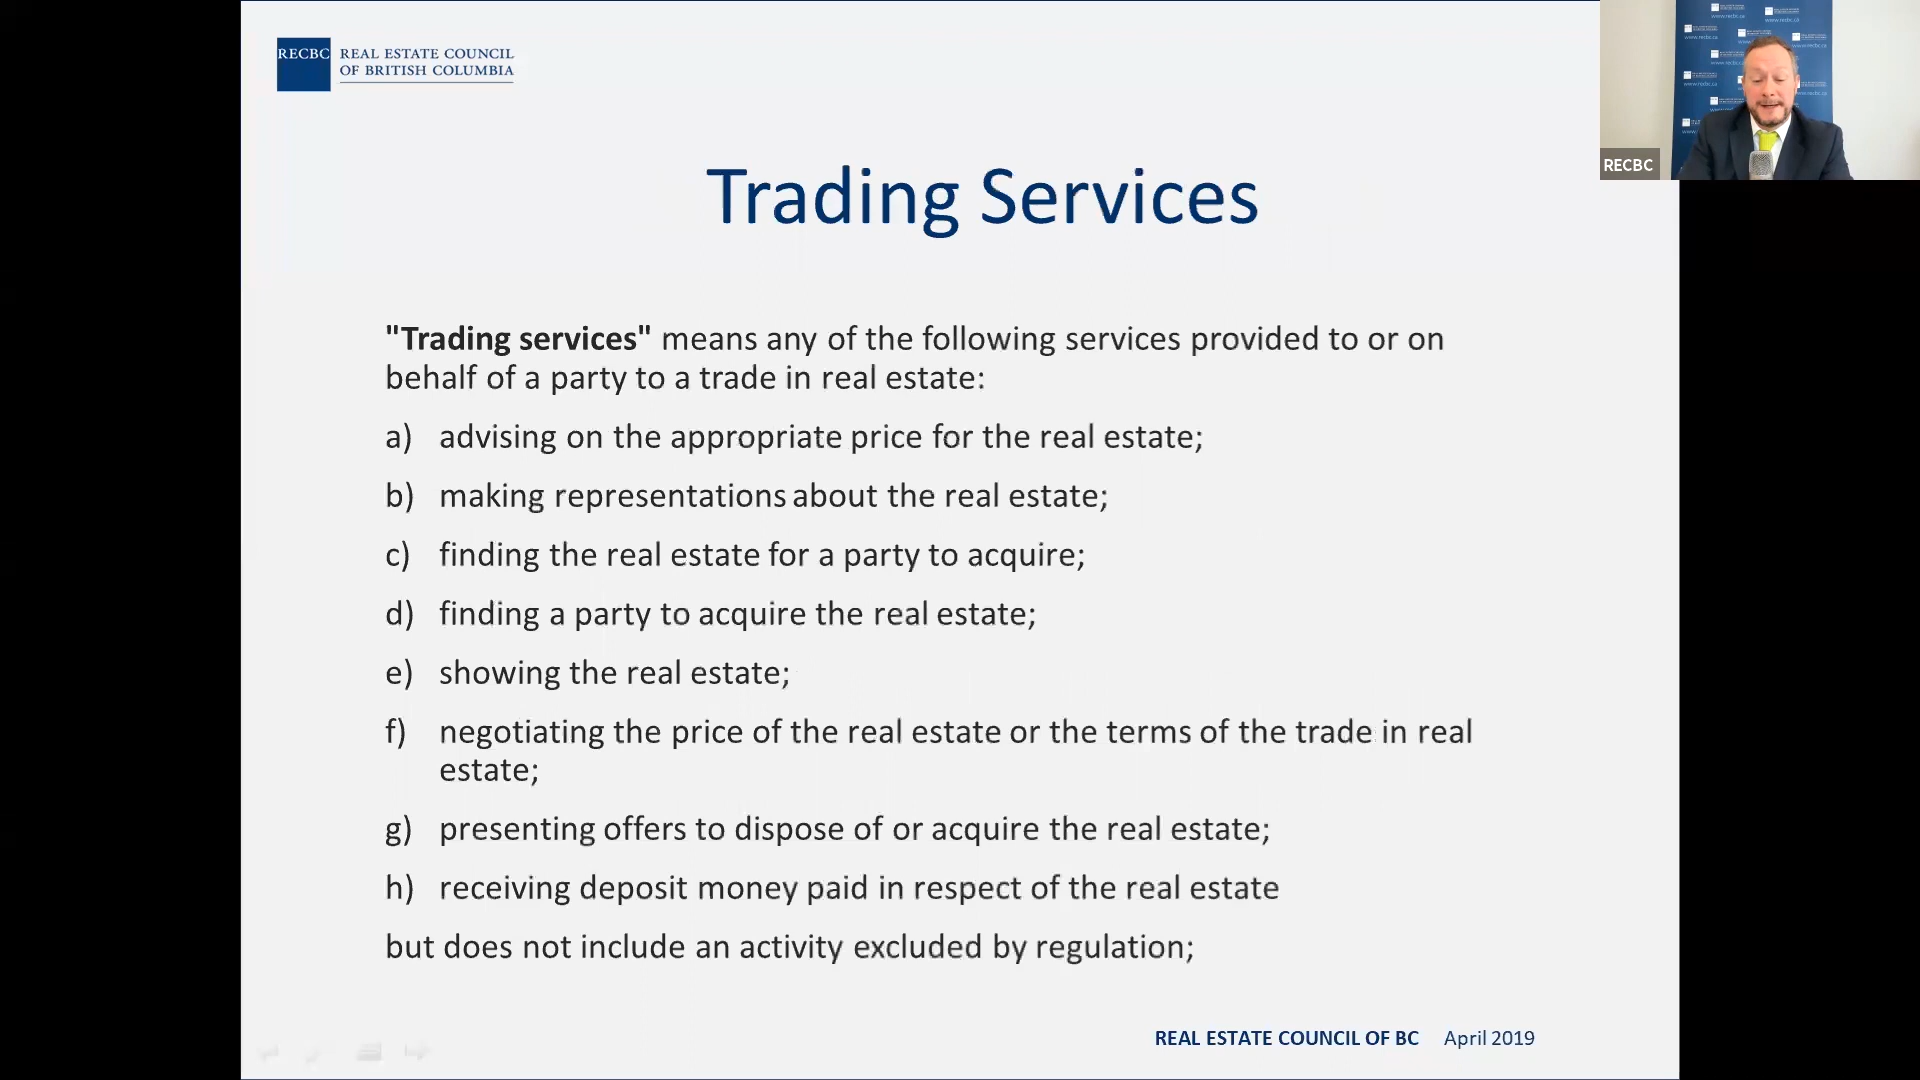 RECBC
REAL ESTATE COUNCIL
OF BRITISH COLUMBIA
RECBC
Trading Services
"Trading services" means any of the following services provided to or on
behalf of a party to a trade in real estate:
a) advising on the appropriate price for the real estate;
b) making representations about the real estate;
c) finding the real estate for a party to acquire;
d) finding a party to acquire the real estate;
e) showing the real estate;
f) negotiating the price of the real estate or the terms of the trade in real
estate;
g) presenting offers to dispose of or acquire the real estate;
h) receiving deposit money paid in respect of the real estate
but does not include an activity excluded by regulation;
REAL ESTATE COUNCIL OF BC April 2019